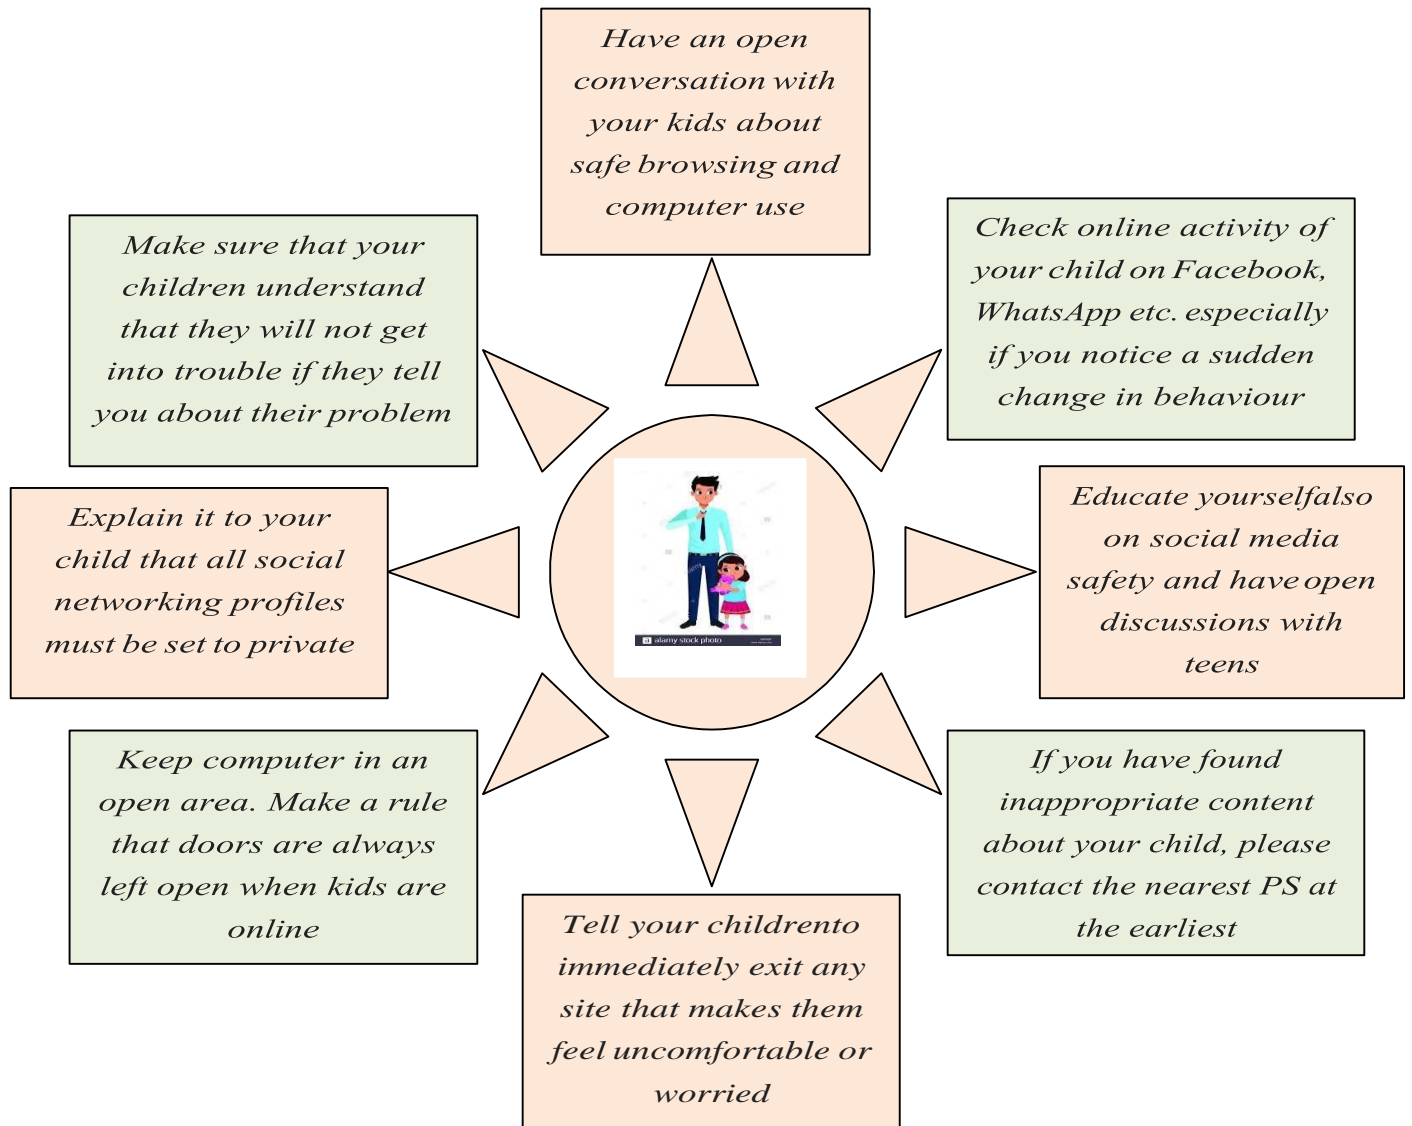 Have an open
conversation with
your kids about
safe browsing and
computer use
Check online activity of
your child on Facebook,
WhatsApp etc. especially
if you notice a sudden
change in behaviour
Educate yourselfalso
on social media
safety and have open
discussions with
teens
If you have found
inappropriate content
about your child, please
contact the nearest PS at
the earliest
Tell your childrento
immediately exit any
site that makes them
feel uncomfortable or
worried
Keep computer in an
open area. Make a rule
that doors are always
left open when kids are
online
Explain it to your
child that all social
networking profiles
must be set to private
Make sure that your
children understand
that they will not get
into trouble if they tell
you about their problem
a alamy stock photo